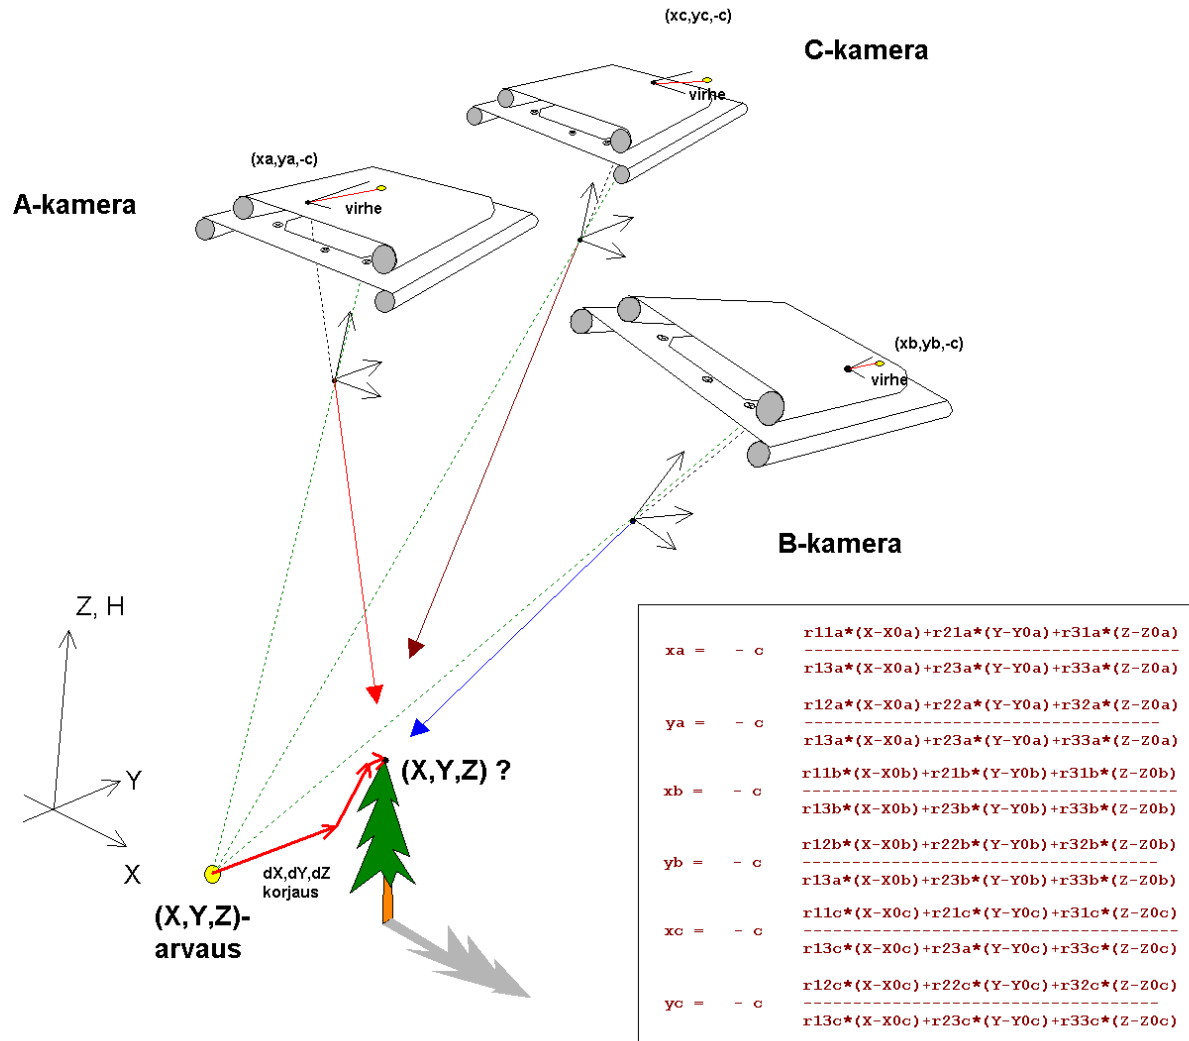 (xc,yc,-c)
C-kamera
virhe
(xa,ya,-c)
A-kamera
virhe
(xb,yb,-c)
virhe
B-kamera
Z, H
Y
X
(X,Y,Z) ?
dX,dY,dZ
korjaus
(X,Y,Z)-
arvaus
r11a*(X-X0a)+r21a*(Y-Y0a)+r31a*(Z-Z0a)
xa = - c ------------------------------------
r13a*(X-X0a)+r23a*(Y-Y0a)+r33a*(Z-Z0a)
r12a*(X-X0a)+r22a*(Y-Y0a)+r32a*(Z-Z0a)
ya = - c ----------------------------------
r13a*(X-X0a)+r23a*(Y-Y0a)+r33a*(Z-Z0a)
r11b*(X-X0b)+r21b*(Y-Y0b)+r31b*(Z-Z0b)
xb = - c ------------------------------------
r13b*(X-X0b)+r23b*(Y-Y0b)+r33b*(Z-Z0b)
r12b*(X-X0b)+r22b*(Y-Y0b)+r32b*(Z-Z0b)
yb = - c ----------------------------------
r13a*(X-X0b)+r23b*(Y-Y0b)+r33b*(Z-Z0b)
r11c*(X-X0c)+r21c*(Y-Y0c)+r31c*(Z-Z0c)
xc = - c ------------------------------------
r13c*(X-X0c)+r23a*(Y-Y0c)+r33c*(Z-Z0c)
r12c*(X-X0c)+r22c*(Y-Y0c)+r32c*(Z-Z0c)
yc = - c ----------------------------------
r13c*(X-X0c)+r23c*(Y-Y0c)+r33c*(Z-Z0c)